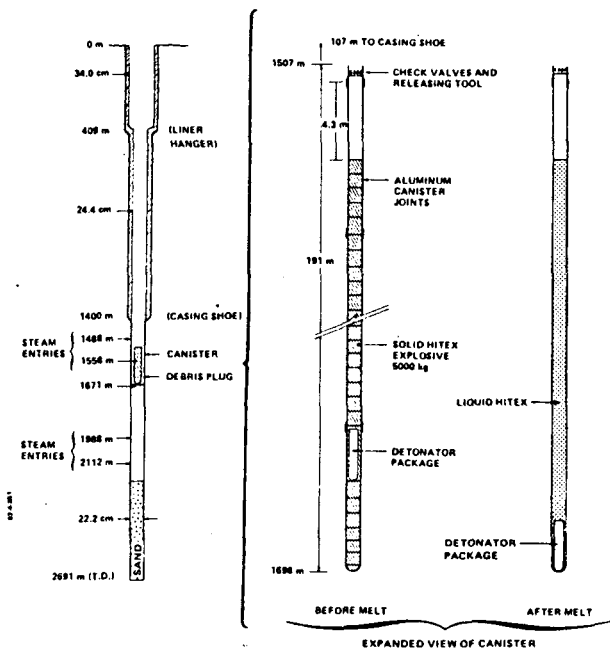 0 m
34.0 cm
409 m
(LINER
HANGER)
24.4 cm
1400 m
(CASING SHOE)
STEAM
ENTRIES
1488 m
1558 m
CANISTER
DEBRIS PLUG
1671 m
STEAM
ENTRIES
1988 m
2112 m
22.2 cm
SAND
2691 m (T.D.)
107 m TO CASING SHOE
1507 m
CHECK VALVES AND
RELEASING TOOL
4.3 m
ALUMINUM
CANISTER
JOINTS
191 m
SOLID HITEX
EXPLOSIVE
5000 kg
LIQUID HITEX
DETONATOR
PACKAGE
DETONATOR
PACKAGE
1698 m
BEFORE MELT
AFTER MELT
EXPANDED VIEW OF CANISTER